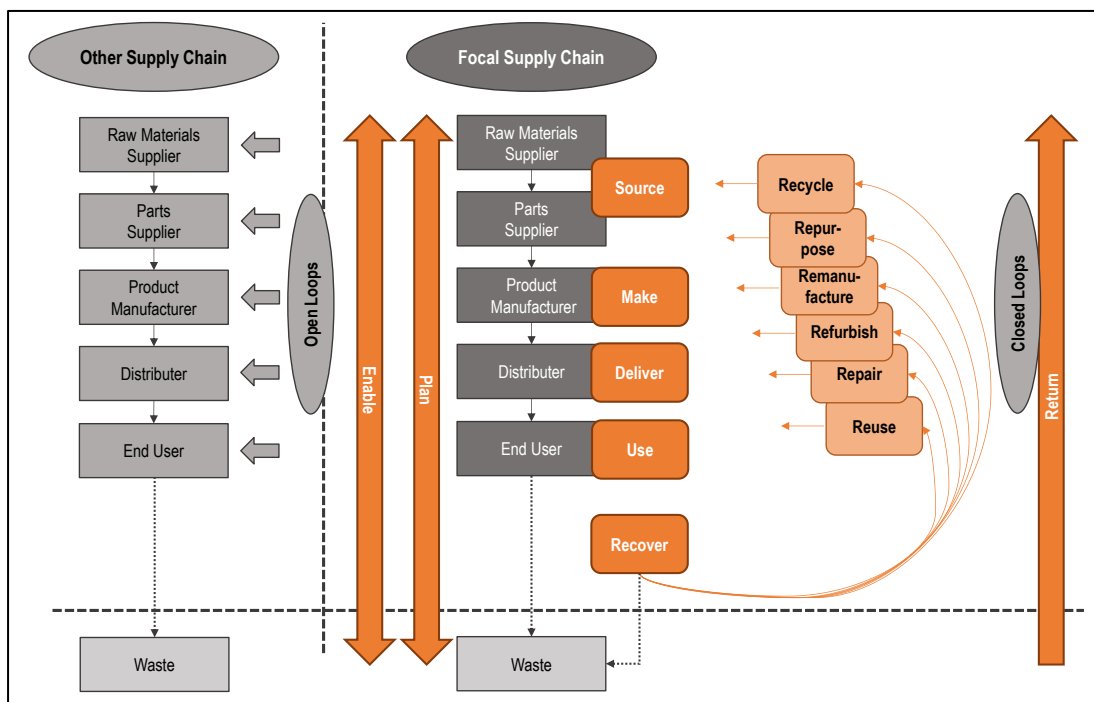 Other Supply Chain
Focal Supply Chain
Raw Materials
Supplier
Parts
Supplier
Product
Manufacturer
Distributer
End User
Waste
Open Loops
Enable
Plan
Raw Materials
Supplier
Parts
Supplier
Product
Manufacturer
Distributer
End User
Waste
Source
Make
Deliver
Use
Recover
Recycle
Repur-
pose
Remanu-
facture
Refurbish
Repair
Reuse
Closed Loops
Return